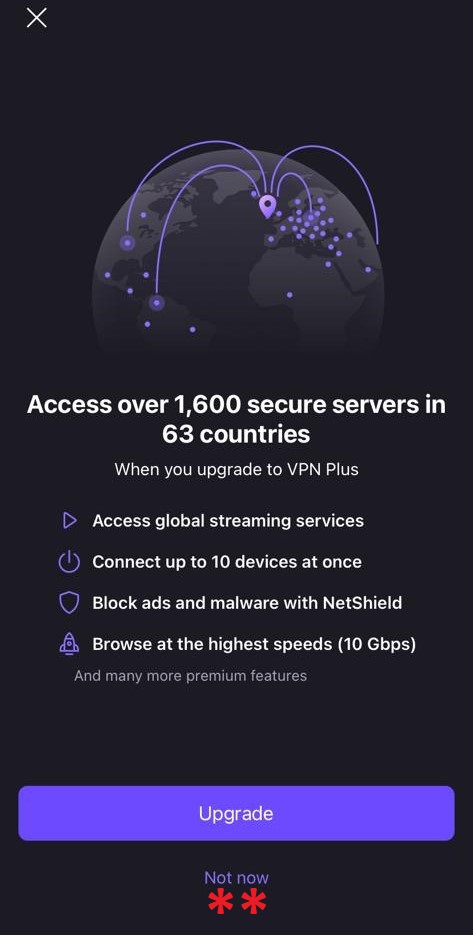 Access over 1,600 secure servers in
63 countries
When you upgrade to VPN Plus
Access global streaming services
Connect up to 10 devices at once
Block ads and malware with NetShield
Browse at the highest speeds (10 Gbps)
And many more premium features
Upgrade
Not now
**